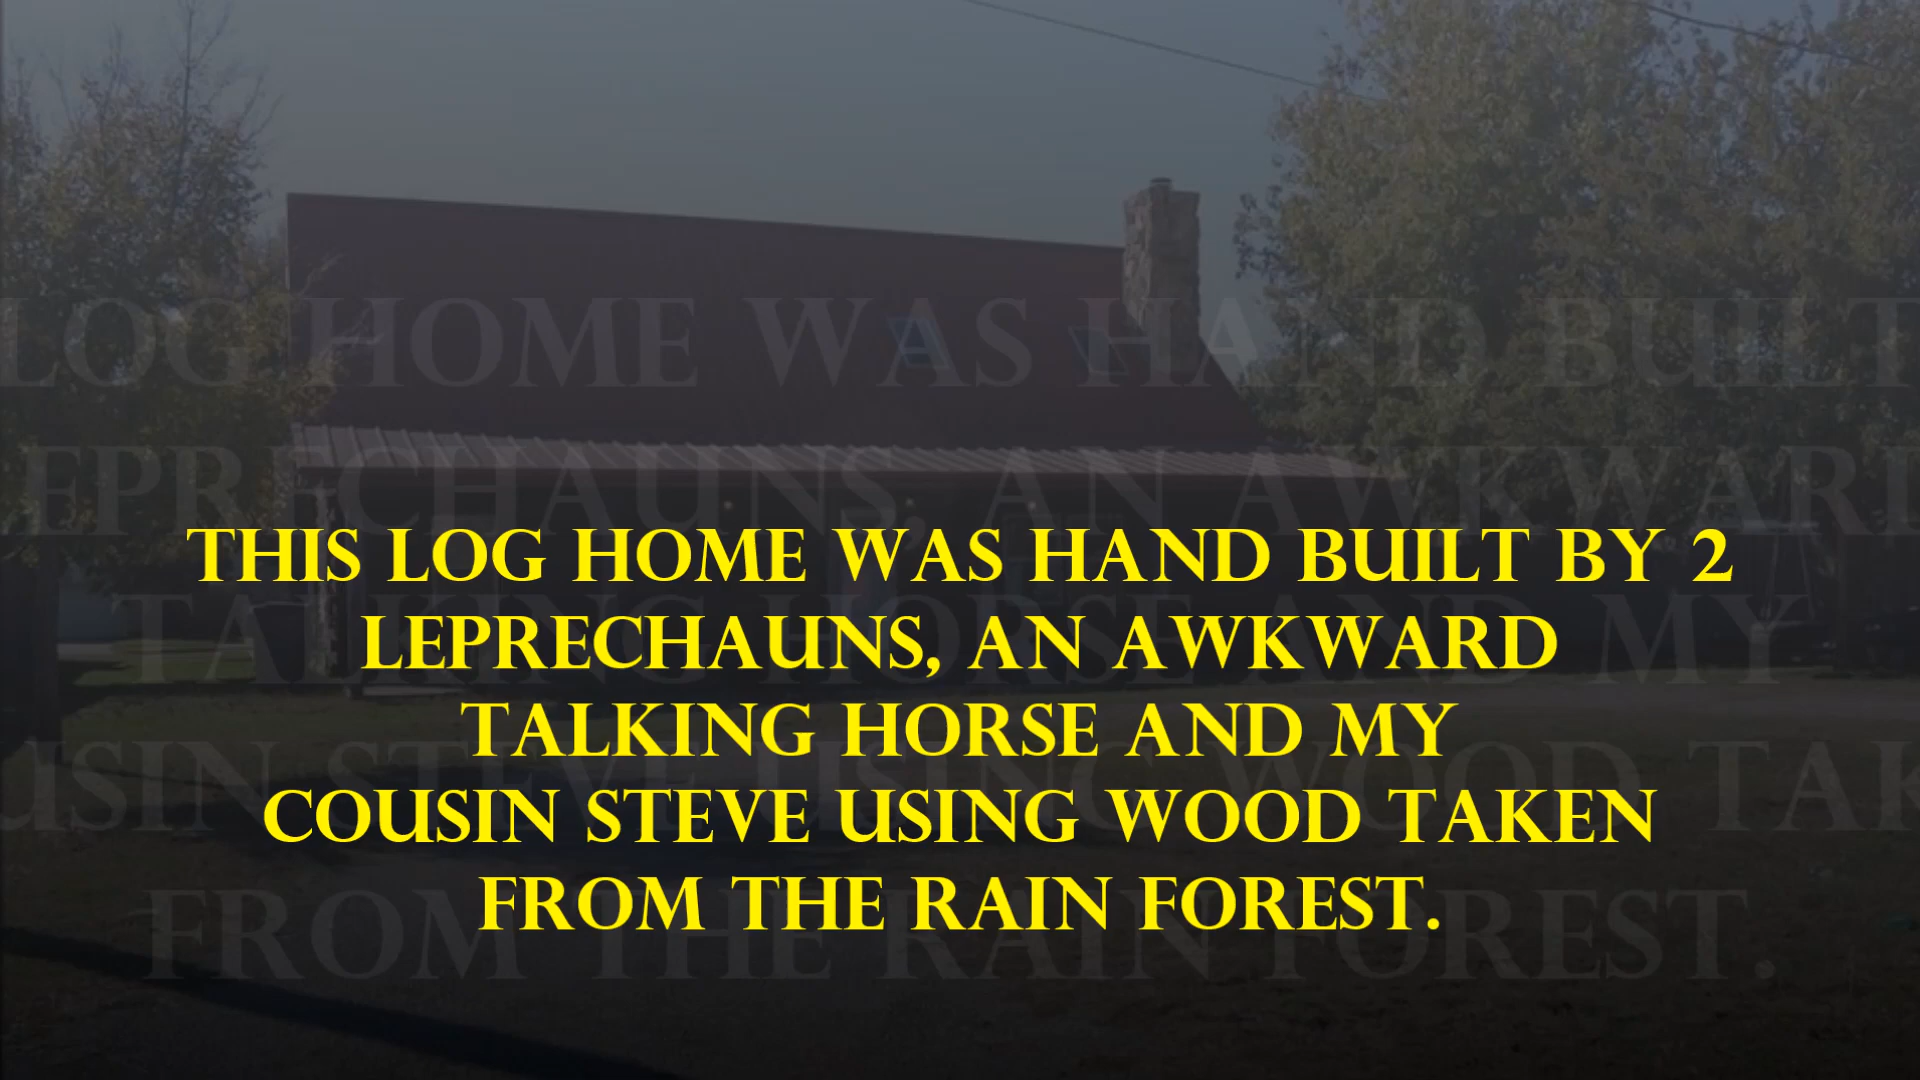 THIS LOG HOME WAS HAND BUILT BY 2
LEPRECHAUNS, AN AWKWARD
TALKING HORSE AND MY
COUSIN STEVE USING WOOD TAKEN
FROM THE RAIN FOREST.